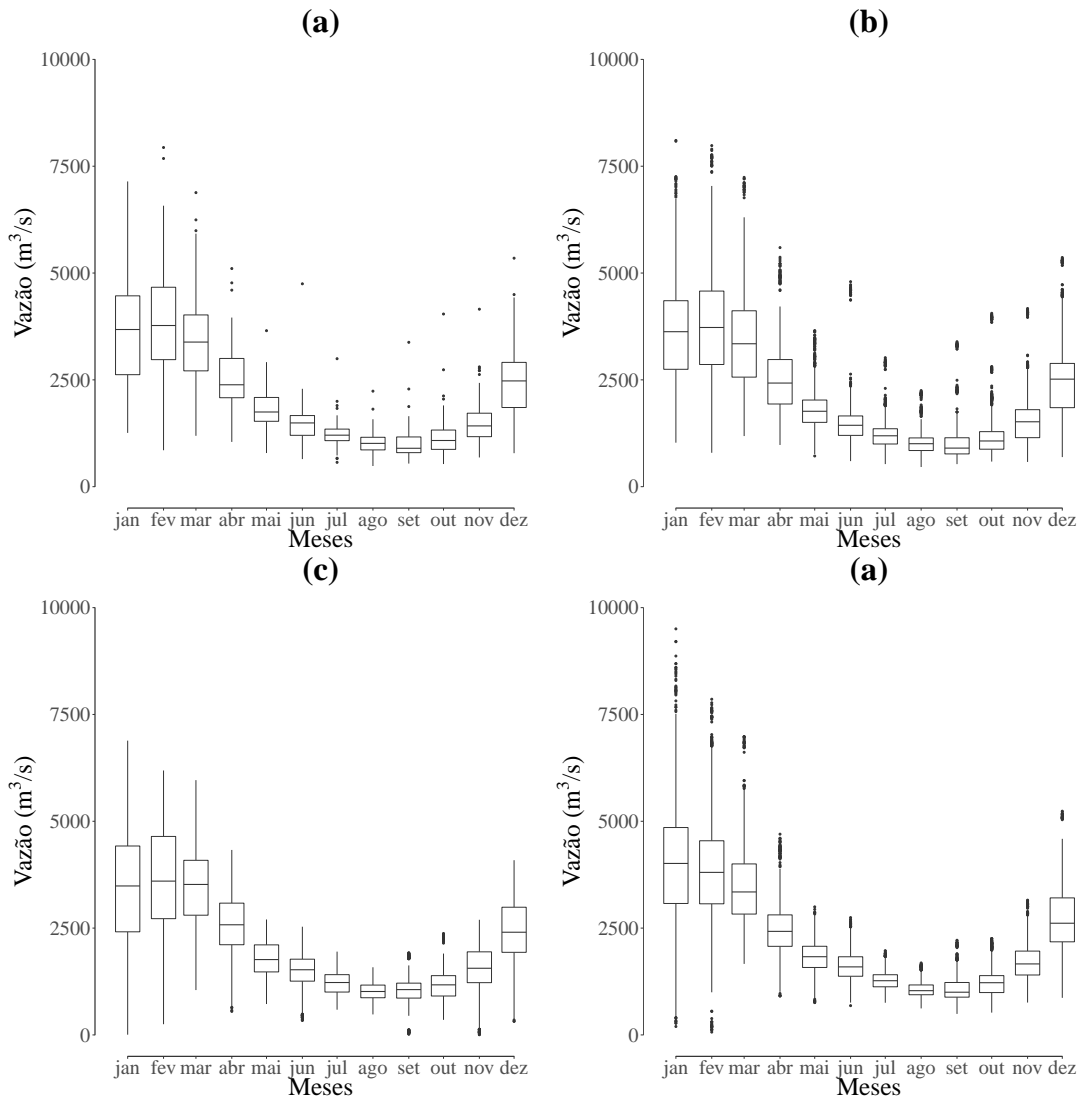 (a)
10000
7500
5000
2500
0
Vazão (m³/s)
jan fev mar abr mai jun jul ago set out nov dez
Meses
(b)
10000
7500
5000
2500
0
Vazão (m³/s)
jan fev mar abr mai jun jul ago set out nov dez
Meses
(c)
10000
7500
5000
2500
0
Vazão (m³/s)
jan fev mar abr mai jun jul ago set out nov dez
Meses
(a)
10000
7500
5000
2500
0
Vazão (m³/s)
jan fev mar abr mai jun jul ago set out nov dez
Meses